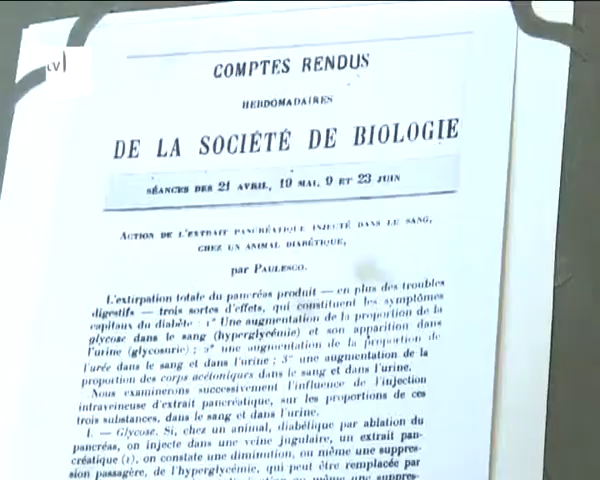 tv
COMPTES RENDUS
HEBDOMADAIRES
DE LA SOCIÉTÉ DE BIOLOGIE
SÉANCES DES 21 AVRIL, 19 MAI, 9 ET 23 JUIN
ACTION DE L'EXTRAIT PANCRÉATIQUE INJECTÉ DANS LE SANG,
CHEZ UN ANIMAL DIABÉTIQUE,
par PAULESCO.
L'extirpation totale du pancréas produit — en plus des troubles
digestifs — trois sortes d'effets, qui constituent les symptômes
capitaux du diabète : 1° Une augmentation de la proportion de la
glycose dans le sang (hyperglycémie) et son apparition dans
l'urine (glycosurie) ; 2° une augmentation de la proportion de
l'urée dans le sang et dans l'urine ; 3° une augmentation de la
proportion des corps acétoniques dans le sang et dans l'urine.
Nous examinerons successivement l'influence de l'injection
intraveineuse d'extrait pancréatique, sur les proportions de ces
trois substances, dans le sang et dans l'urine.
I. — Glycose. Si, chez un animal, diabétique par ablation du
pancréas, on injecte dans une veine jugulaire, un extrait pan-
créatique (1), on constate une diminution, ou même une suppres-
sion passagère, de l'hyperglycémie, qui peut être remplacée par
ou même une suppres-